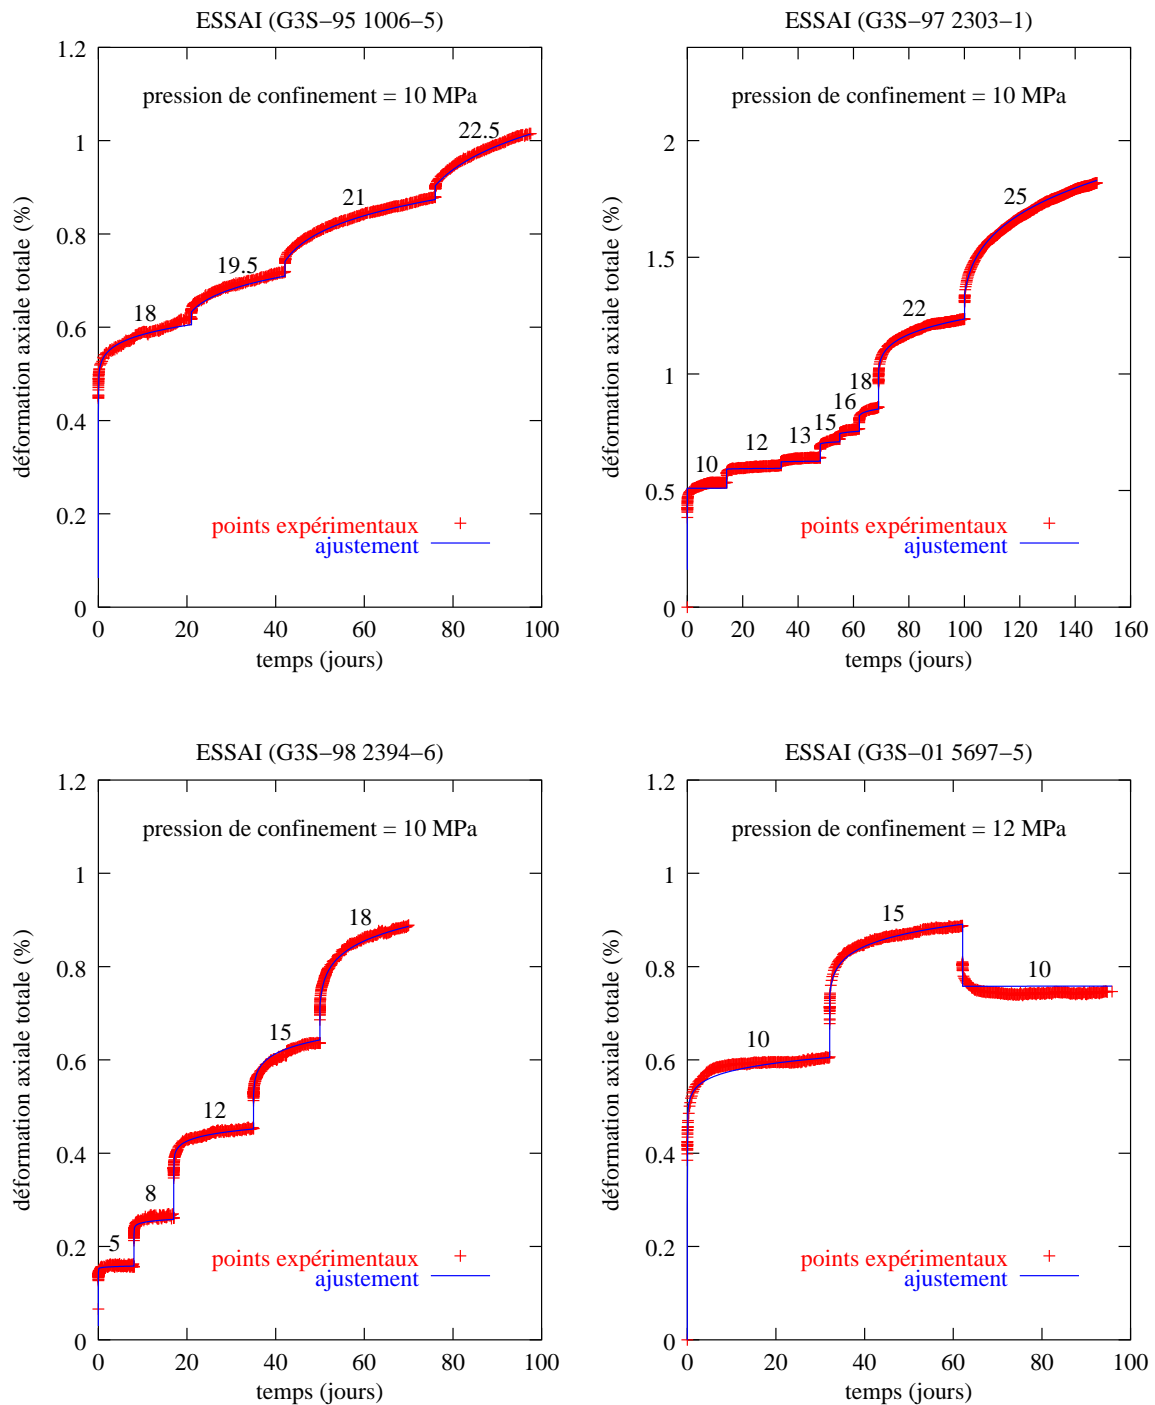 ESSAI (G3S−95 1006−5)
1.2
1
0.8
0.6
0.4
0.2
0
déformation axiale totale (%)
pression de confinement = 10 MPa
22.5
21
19.5
18
points expérimentaux
ajustement
0 20 40 60 80 100
temps (jours)
ESSAI (G3S−97 2303−1)
2
1.5
1
0.5
0
déformation axiale totale (%)
pression de confinement = 10 MPa
25
22
18
16
15
13
12
10
points expérimentaux
ajustement
0 20 40 60 80 100 120 140 160
temps (jours)
ESSAI (G3S−98 2394−6)
1.2
1
0.8
0.6
0.4
0.2
0
déformation axiale totale (%)
pression de confinement = 10 MPa
18
15
12
8
5
points expérimentaux
ajustement
0 20 40 60 80 100
temps (jours)
ESSAI (G3S−01 5697−5)
1.2
1
0.8
0.6
0.4
0.2
0
déformation axiale totale (%)
pression de confinement = 12 MPa
15
10
10
points expérimentaux
ajustement
0 20 40 60 80 100
temps (jours)